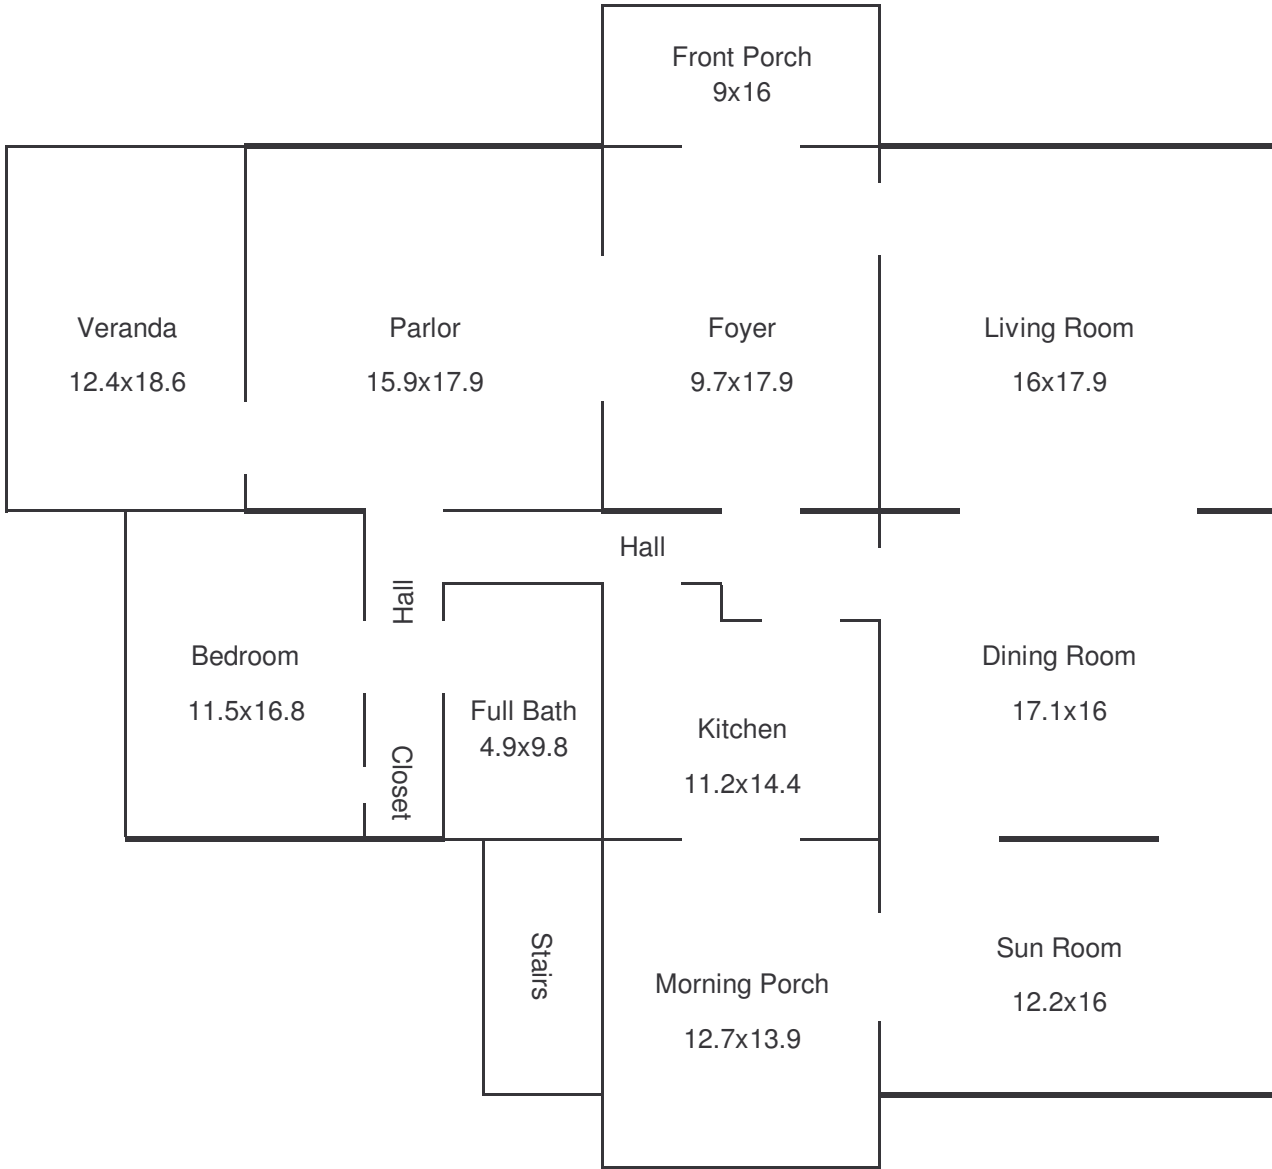 Front Porch
9x16
Veranda
12.4x18.6
Parlor
15.9x17.9
Foyer
9.7x17.9
Living Room
16x17.9
Hall
Hall
Bedroom
11.5x16.8
Closet
Full Bath
4.9x9.8
Kitchen
11.2x14.4
Dining Room
17.1x16
Stairs
Morning Porch
12.7x13.9
Sun Room
12.2x16